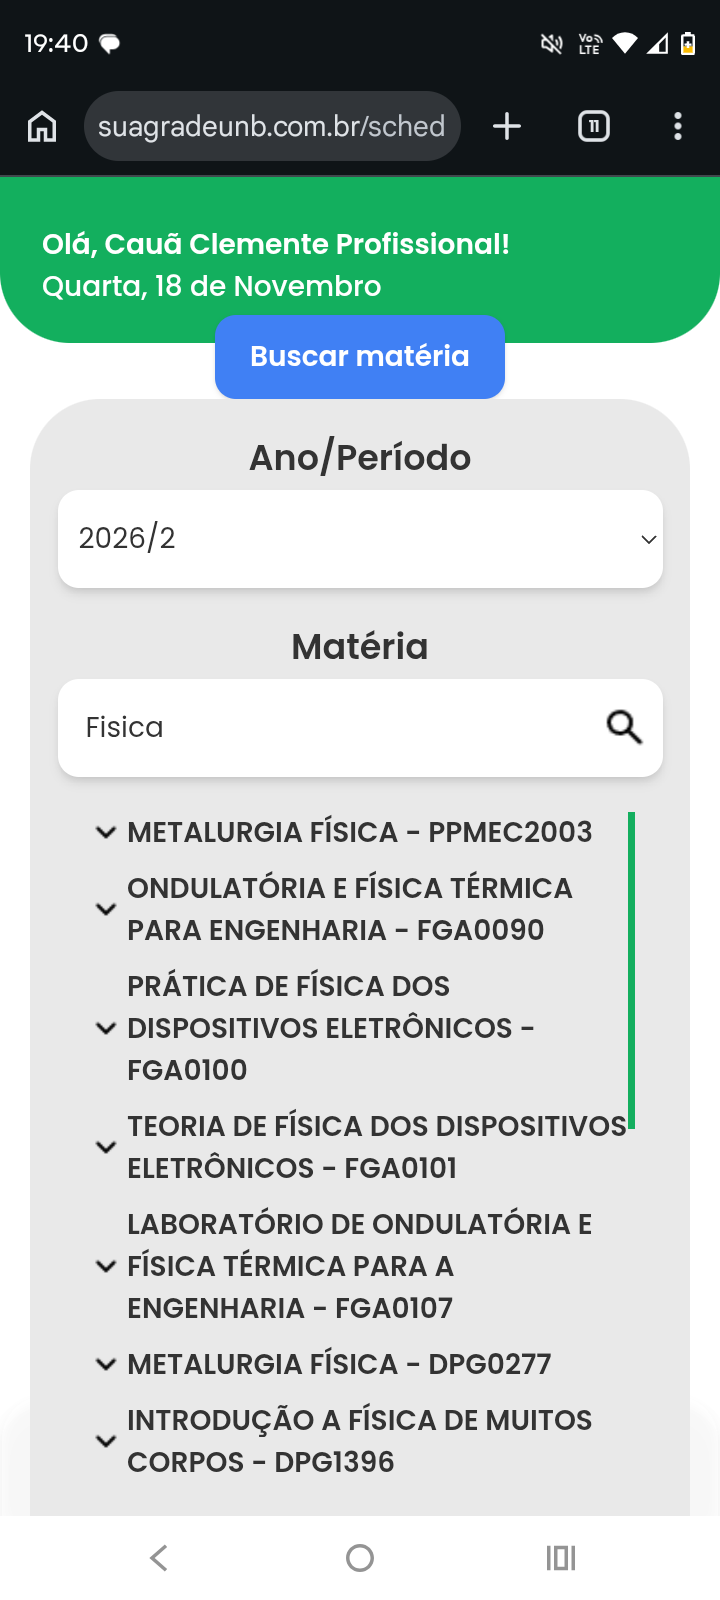 19:40
Vo LTE
suagradeunb.com.br/sched
11
Olá, Cauã Clemente Profissional!
Quarta, 18 de Novembro
Buscar matéria
Ano/Período
2026/2
Matéria
Fisica
METALURGIA FÍSICA - PPMEC2003
ONDULATÓRIA E FÍSICA TÉRMICA
PARA ENGENHARIA - FGA0090
PRÁTICA DE FÍSICA DOS
DISPOSITIVOS ELETRÔNICOS -
FGA0100
TEORIA DE FÍSICA DOS DISPOSITIVOS
ELETRÔNICOS - FGA0101
LABORATÓRIO DE ONDULATÓRIA E
FÍSICA TÉRMICA PARA A
ENGENHARIA - FGA0107
METALURGIA FÍSICA - DPG0277
INTRODUÇÃO A FÍSICA DE MUITOS
CORPOS - DPG1396